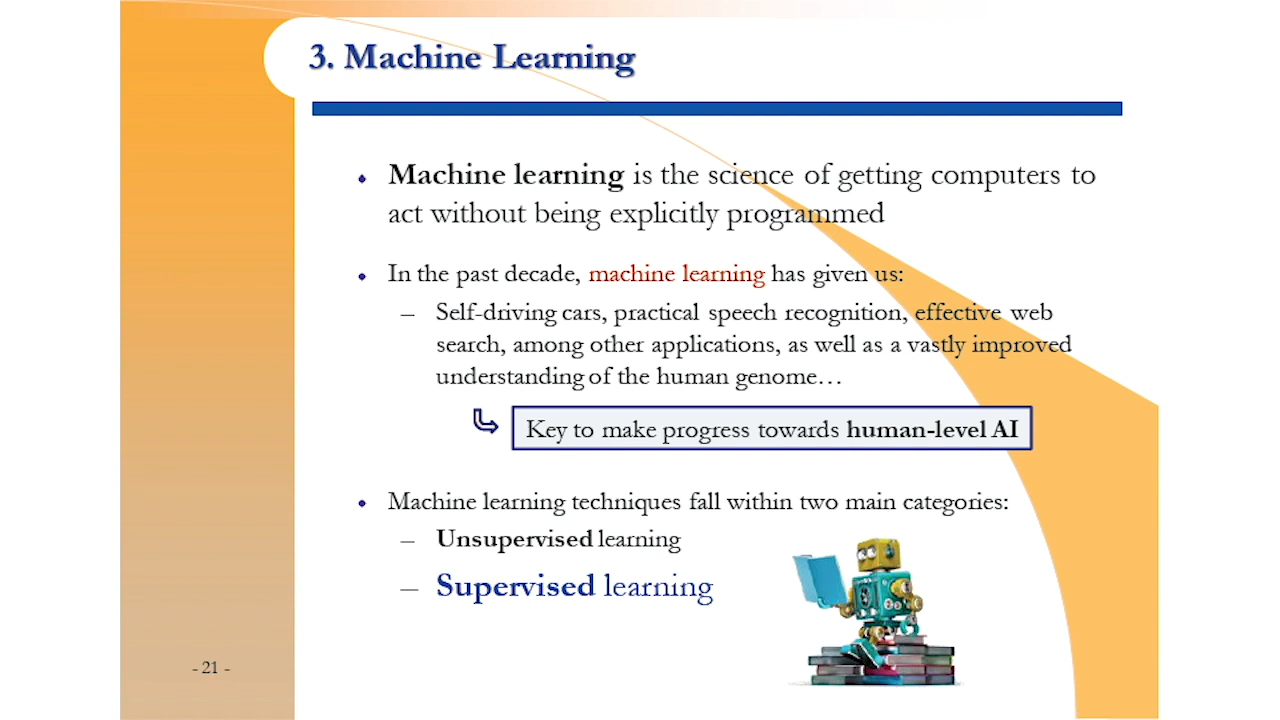 3. Machine Learning
• Machine learning is the science of getting computers to
act without being explicitly programmed
• In the past decade, machine learning has given us:
– Self-driving cars, practical speech recognition, effective web
search, among other applications, as well as a vastly improved
understanding of the human genome…
Key to make progress towards human-level AI
• Machine learning techniques fall within two main categories:
– Unsupervised learning
– Supervised learning
- 21 -